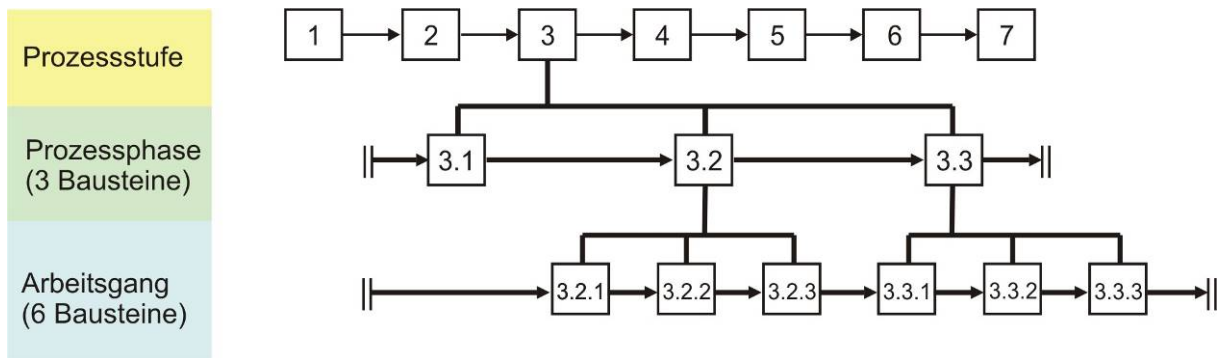 Prozessstufe
1 2 3 4 5 6 7
Prozessphase
(3 Bausteine)
3.1 3.2 3.3
Arbeitsgang
(6 Bausteine)
3.2.1 3.2.2 3.2.3 3.3.1 3.3.2 3.3.3